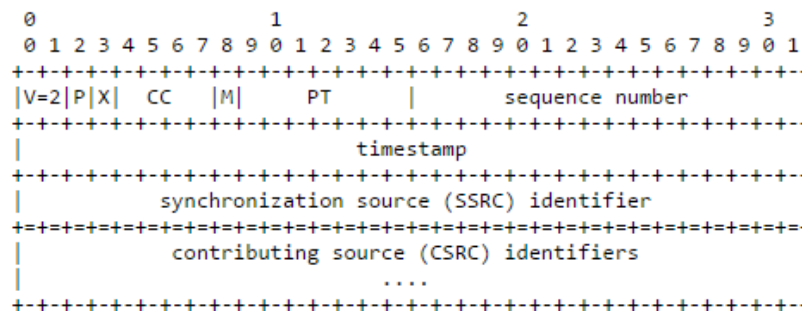 0                   1                   2                   3
0 1 2 3 4 5 6 7 8 9 0 1 2 3 4 5 6 7 8 9 0 1 2 3 4 5 6 7 8 9 0 1
+-+-+-+-+-+-+-+-+-+-+-+-+-+-+-+-+-+-+-+-+-+-+-+-+-+-+-+-+-+-+-+-
|V=2|P|X|  CC   |M|     PT      |       sequence number
+-+-+-+-+-+-+-+-+-+-+-+-+-+-+-+-+-+-+-+-+-+-+-+-+-+-+-+-+-+-+-+-
|                           timestamp
+-+-+-+-+-+-+-+-+-+-+-+-+-+-+-+-+-+-+-+-+-+-+-+-+-+-+-+-+-+-+-+-
|           synchronization source (SSRC) identifier
+=+=+=+=+=+=+=+=+=+=+=+=+=+=+=+=+=+=+=+=+=+=+=+=+=+=+=+=+=+=+=+=
|            contributing source (CSRC) identifiers
|                             ....
+-+-+-+-+-+-+-+-+-+-+-+-+-+-+-+-+-+-+-+-+-+-+-+-+-+-+-+-+-+-+-+-